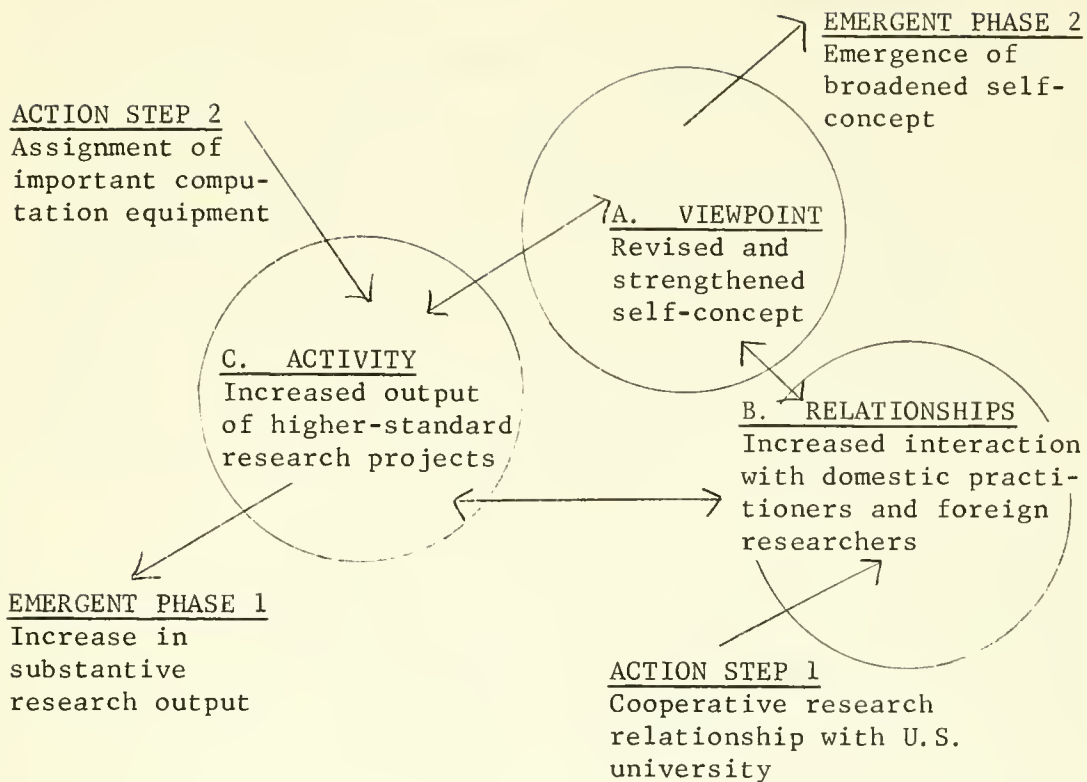 EMERGENT PHASE 2
Emergence of
broadened self-
concept
ACTION STEP 2
Assignment of
important compu-
tation equipment
A. VIEWPOINT
Revised and
strengthened
self-concept
C. ACTIVITY
Increased output
of higher-standard
research projects
B. RELATIONSHIPS
Increased interaction
with domestic practi-
tioners and foreign
researchers
EMERGENT PHASE 1
Increase in
substantive
research output
ACTION STEP 1
Cooperative research
relationship with U.S.
university